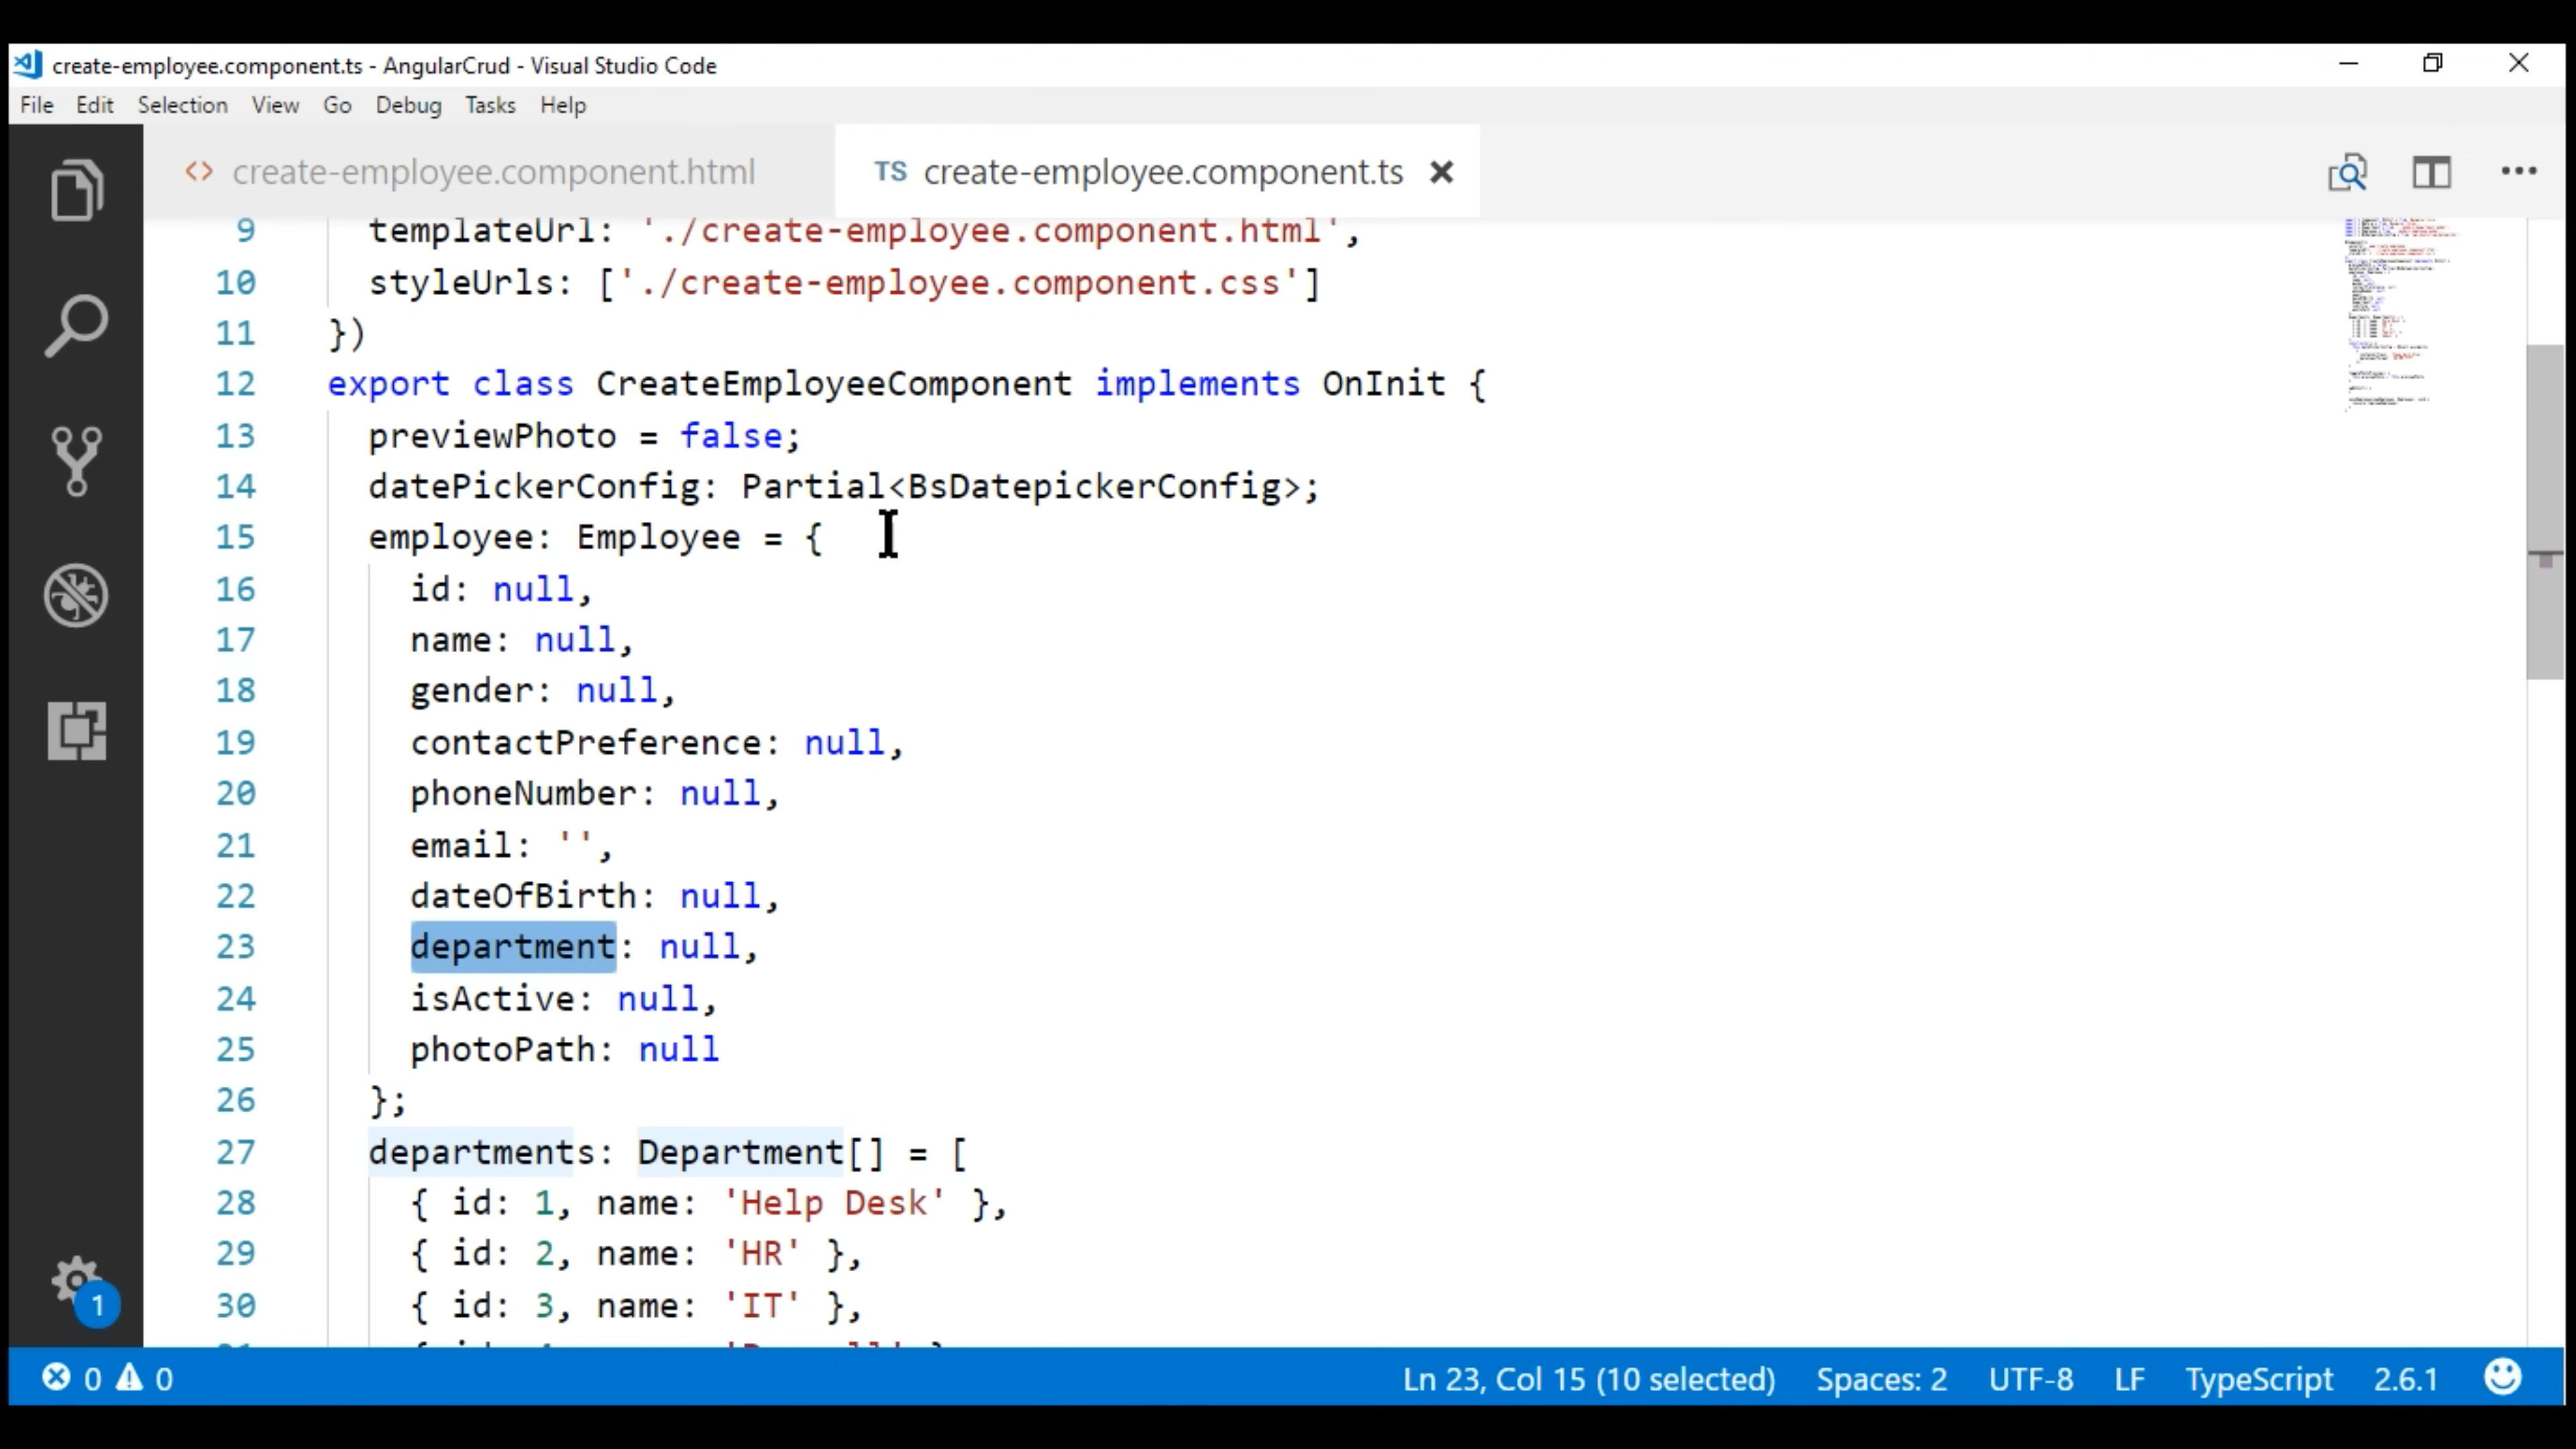 create-employee.component.ts - AngularCrud - Visual Studio Code
File Edit Selection View Go Debug Tasks Help
<> create-employee.component.html TS create-employee.component.ts
9 templateUrl: './create-employee.component.html',
10 styleUrls: ['./create-employee.component.css']
11 })
12 export class CreateEmployeeComponent implements OnInit {
13 previewPhoto = false;
14 datePickerConfig: Partial<BsDatepickerConfig>;
15 employee: Employee = {
16 id: null,
17 name: null,
18 gender: null,
19 contactPreference: null,
20 phoneNumber: null,
21 email: '',
22 dateOfBirth: null,
23 department: null,
24 isActive: null,
25 photoPath: null
26 };
27 departments: Department[] = [
28 { id: 1, name: 'Help Desk' },
29 { id: 2, name: 'HR' },
30 { id: 3, name: 'IT' },
1
0 0 Ln 23, Col 15 (10 selected) Spaces: 2 UTF-8 LF TypeScript 2.6.1